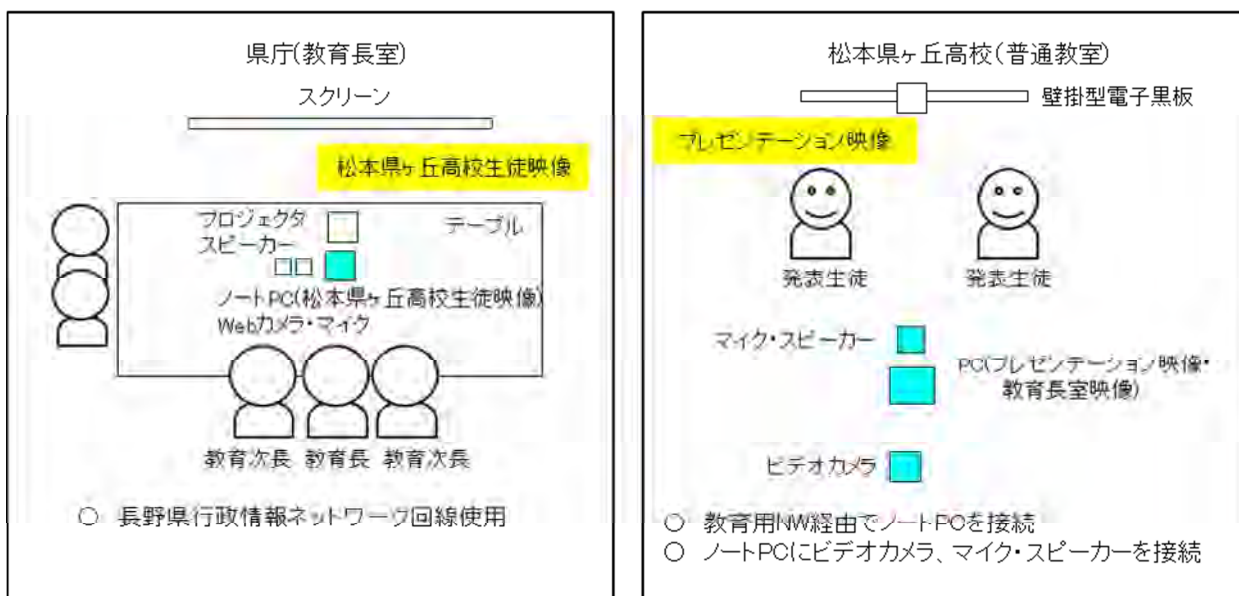 県庁(教育長室)
スクリーン
松本県ヶ丘高校生徒映像
プロジェクタ
スピーカー
テーブル
ノートPC(松本県ヶ丘高校生徒映像)
Webカメラ・マイク
教育次長 教育長 教育次長
○ 長野県行政情報ネットワーク回線使用
松本県ヶ丘高校(普通教室)
壁掛型電子黒板
プレゼンテーション映像
発表生徒 発表生徒
マイク・スピーカー
PC(プレゼンテーション映像・
教育長室映像)
ビデオカメラ
○ 教育用NW経由でノートPCを接続
○ ノートPCにビデオカメラ、マイク・スピーカーを接続